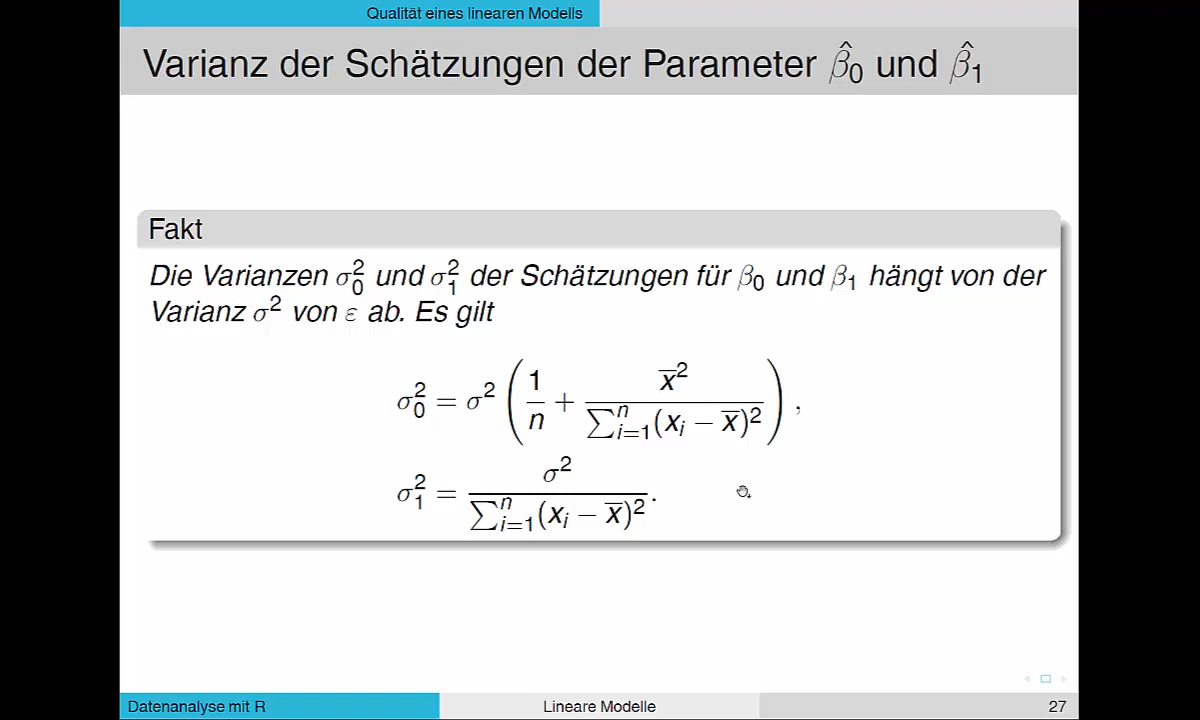 Qualität eines linearen Modells
Varianz der Schätzungen der Parameter β̂₀ und β̂₁
Fakt
Die Varianzen σ₀² und σ₁² der Schätzungen für β₀ und β₁ hängt von der
Varianz σ² von ε ab. Es gilt
σ₀² = σ² ( 1/n + x̅² / ∑ⁿᵢ₌₁(xᵢ − x̅)² ) ,
σ₁² = σ² / ∑ⁿᵢ₌₁(xᵢ − x̅)² .
Datenanalyse mit R Lineare Modelle 27